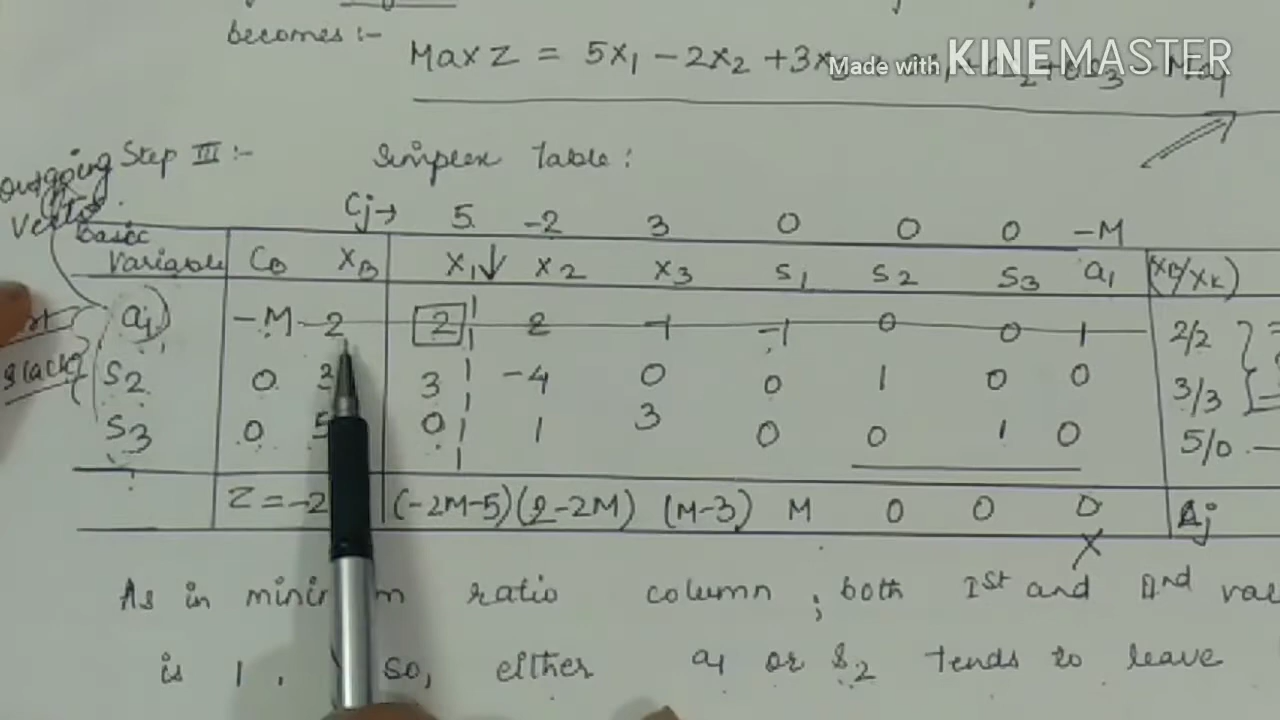 becomes:-
Max Z = 5x1 - 2x2 + 3x
Made with KINEMASTER
Outgoing Step III :- Simplex Table:
Vector
Cj→ 5 -2 3 0 0 0 -M
basic
Variable CB XB x1↓ x2 x3 s1 s2 s3 a1 (XB/XK)
a1 -M 2 2 2 -1 -1 0 0 1 2/2
slack s2 0 3 3 -4 0 0 1 0 0 3/3
s3 0 5 0 1 3 0 0 1 0 5/0
Z = -2 (-2M-5) (2-2M) (M-3) M 0 0 0 Δj
X
As in ratio column ; both Ist and IInd
is 1. So, either a1 or s2 tends to leave